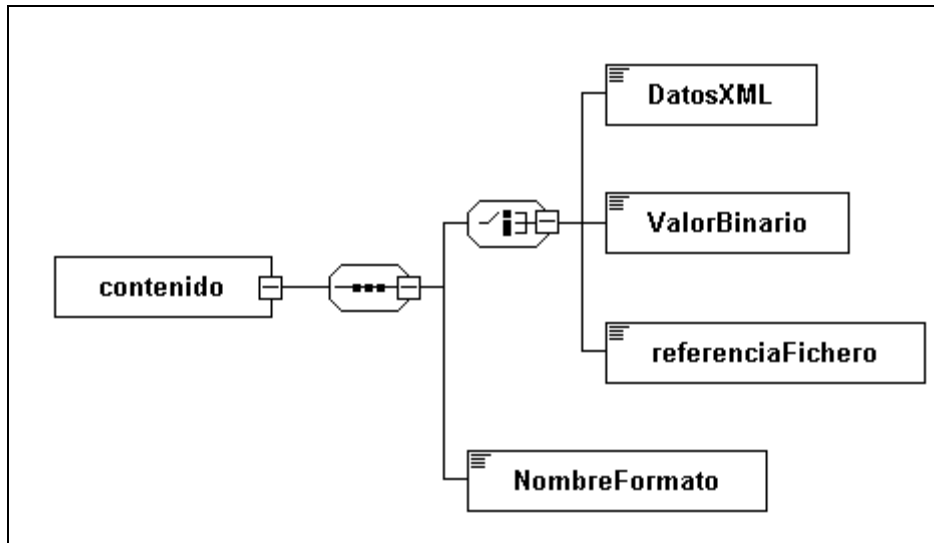 DatosXML
ValorBinario
contenido
referenciaFichero
NombreFormato